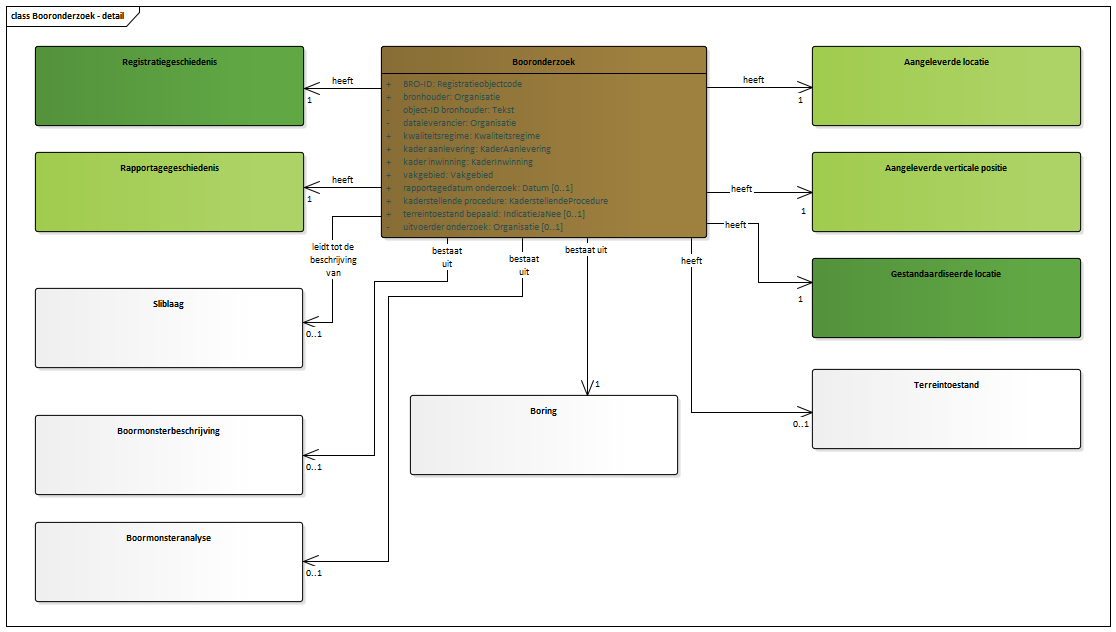 class Booronderzoek - detail
Registratiegeschiedenis
heeft
1
Rapportagegeschiedenis
heeft
1
Booronderzoek
+ BRO-ID: Registratieobjectcode
+ bronhouder: Organisatie
- object-ID bronhouder: Tekst
- dataleverancier: Organisatie
+ kwaliteitsregime: Kwaliteitsregime
+ kader aanlevering: KaderAanlevering
+ kader inwinning: KaderInwinning
+ vakgebied: Vakgebied
+ rapportagedatum onderzoek: Datum [0..1]
+ kaderstellende procedure: KaderstellendeProcedure
+ terreintoestand bepaald: IndicatieJaNee [0..1]
- uitvoerder onderzoek: Organisatie [0..1]
heeft
1
Aangeleverde locatie
heeft
1
Aangeleverde verticale positie
heeft
1
Gestandaardiseerde locatie
leidt tot de
beschrijving
van
0..1
Sliblaag
bestaat
uit
0..1
Boormonsterbeschrijving
bestaat
uit
0..1
Boormonsteranalyse
bestaat uit
1
Boring
heeft
0..1
Terreintoestand